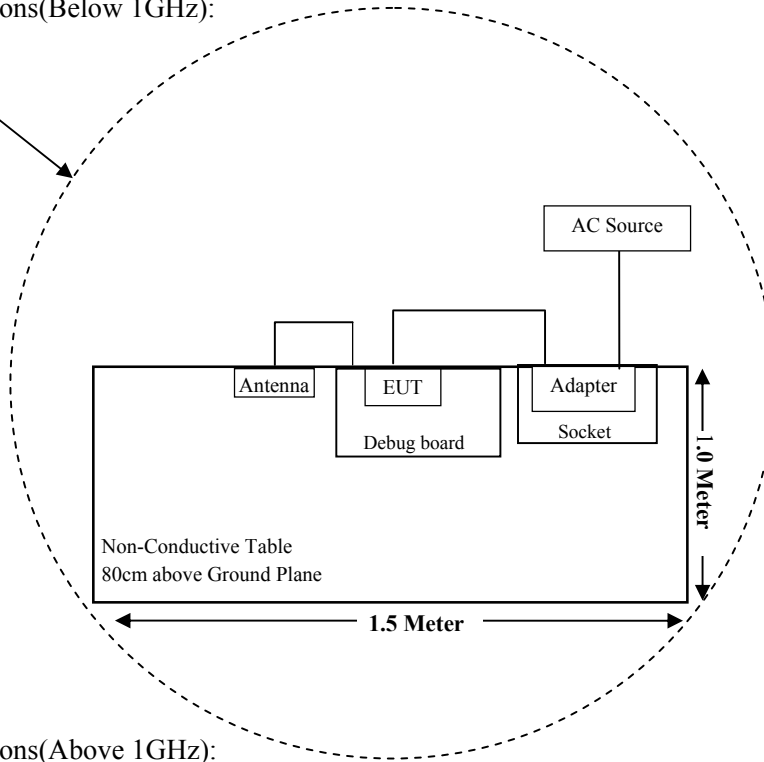 ons(Below 1GHz):
AC Source
Antenna
EUT
Adapter
Debug board
Socket
1.0 Meter
Non-Conductive Table
80cm above Ground Plane
1.5 Meter
ons(Above 1GHz):